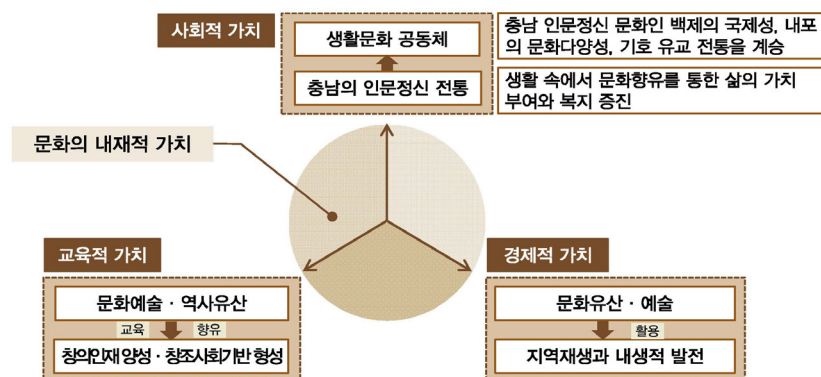 사회적 가치
생활문화 공동체
충남의 인문정신 전통
충남 인문정신 문화인 백제의 국제성, 내포
의 문화다양성, 기호 유교 전통을 계승
생활 속에서 문화향유를 통한 삶의 가치
부여와 복지 증진
문화의 내재적 가치
교육적 가치
문화예술 · 역사유산
교육 향유
창의인재 양성 · 창조사회기반 형성
경제적 가치
문화유산 · 예술
활용
지역재생과 내생적 발전